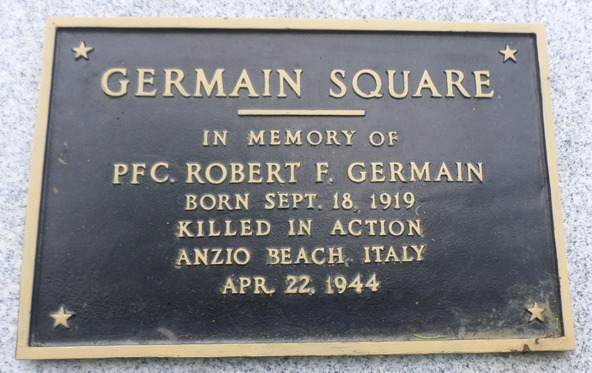 GERMAIN SQUARE
IN MEMORY OF
PFC. ROBERT F. GERMAIN
BORN SEPT. 18, 1919
KILLED IN ACTION
ANZIO BEACH, ITALY
APR. 22, 1944